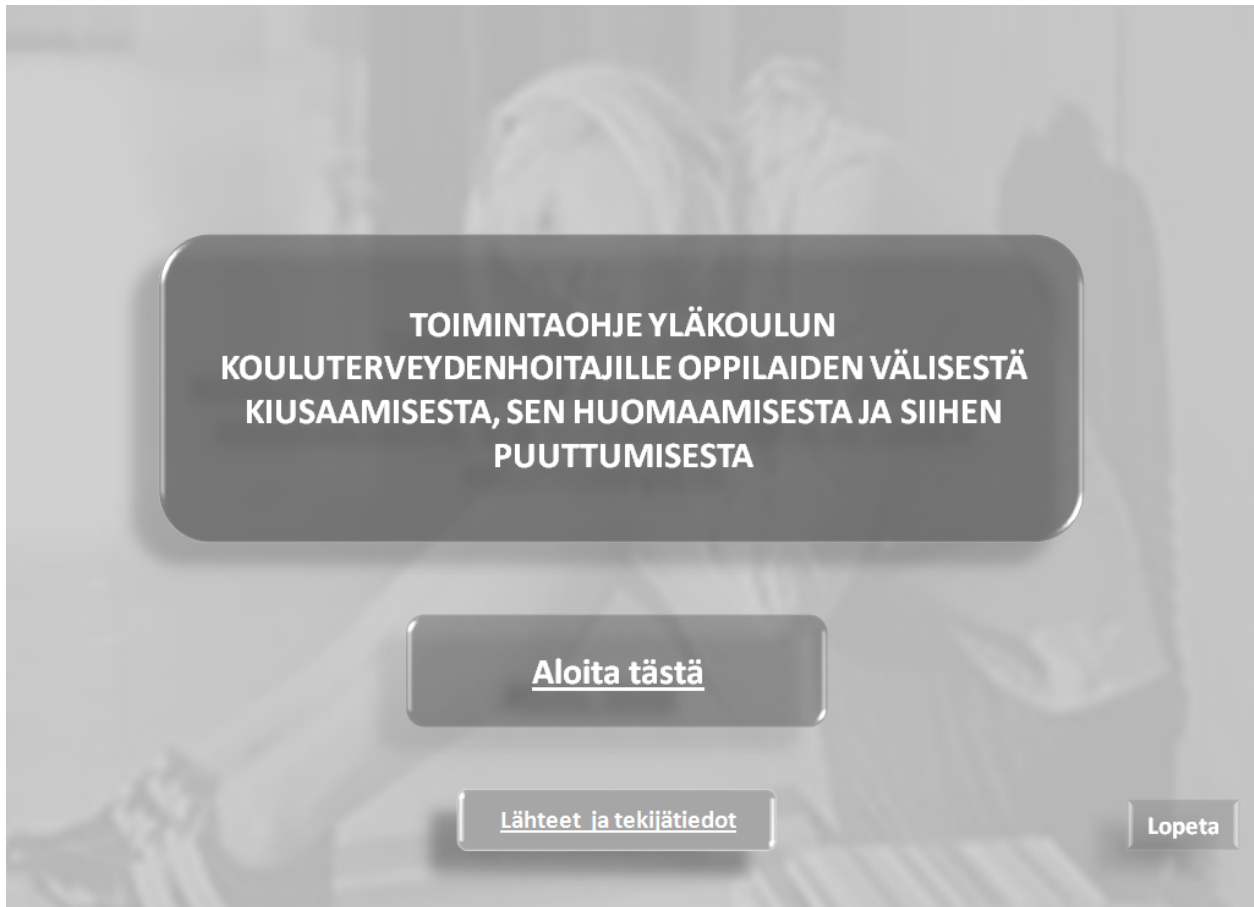 TOIMINTAOHJE YLÄKOULUN
KOULUTERVEYDENHOITAJILLE OPPILAIDEN VÄLISESTÄ
KIUSAAMISESTA, SEN HUOMAAMISESTA JA SIIHEN
PUUTTUMISESTA
Aloita tästä
Lähteet ja tekijätiedot
Lopeta